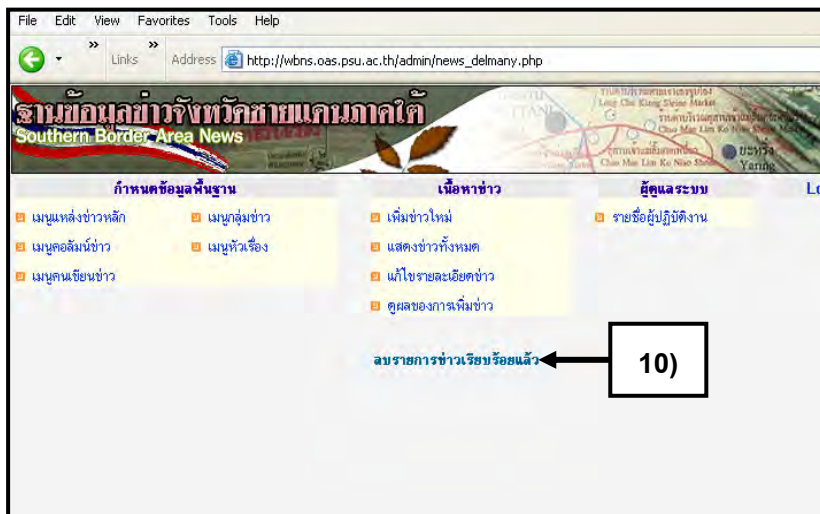 File Edit View Favorites Tools Help
» Links » Address http://wbns.oas.psu.ac.th/admin/news_delmany.php
ฐานข้อมูลข่าวจังหวัดชายแดนภาคใต้
Southern Border Area News
Yaring
กำหนดข้อมูลพื้นฐาน เนื้อหาข่าว ผู้ดูแลระบบ
เมนูแหล่งข่าวหลัก เมนูกลุ่มข่าว เพิ่มข่าวใหม่ รายชื่อผู้ปฏิบัติงาน
เมนูคอลัมน์ข่าว เมนูหัวเรื่อง แสดงข่าวทั้งหมด
เมนูคนเขียนข่าว แก้ไขรายละเอียดข่าว
ดูผลของการเพิ่มข่าว
ลบรายการข่าวเรียบร้อยแล้ว 10)